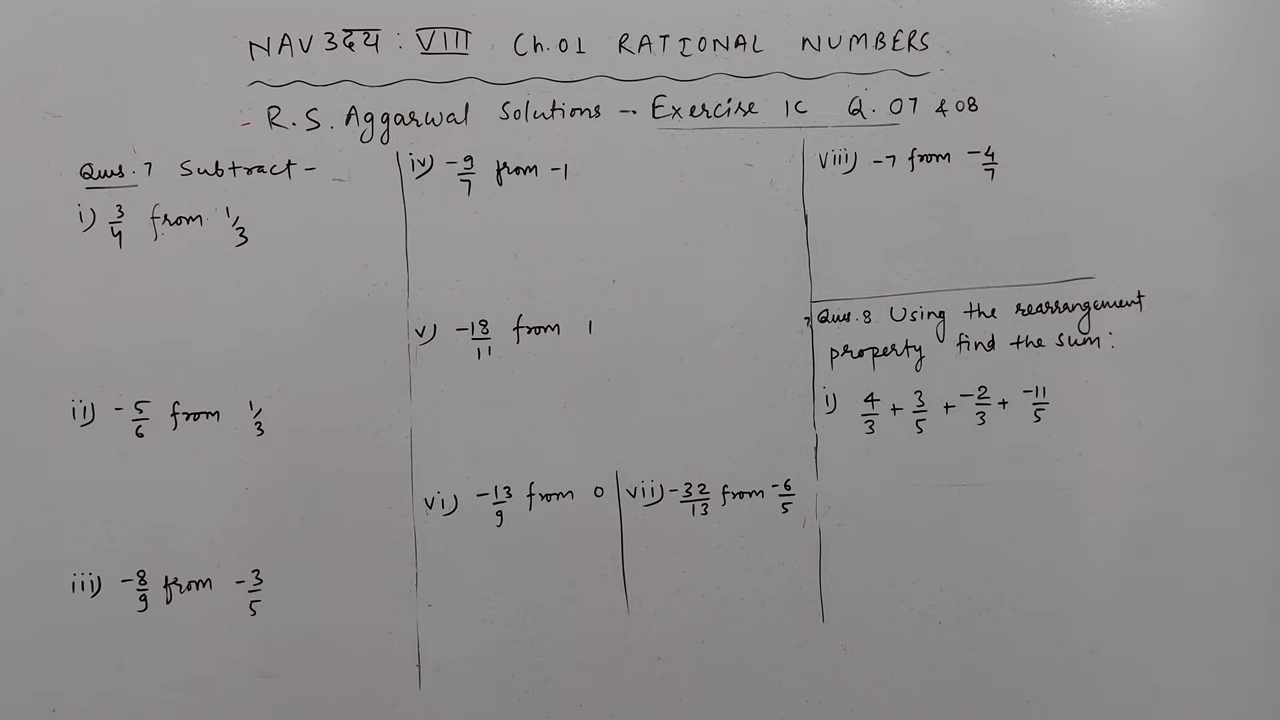 NAV उदय : VIII Ch.01 RATIONAL NUMBERS
- R.S. Aggarwal Solutions - Exercise 1C Q. 07 & 08
Ques.7 Subtract -
i) 3/4 from 1/3
ii) -5/6 from 1/3
iii) -8/9 from -3/5
iv) -9/7 from -1
v) -18/11 from 1
vi) -13/9 from 0
vii) -32/13 from -6/5
viii) -7 from -4/7
Ques.8 Using the rearrangement
property find the sum:
i) 4/3 + 3/5 + -2/3 + -11/5